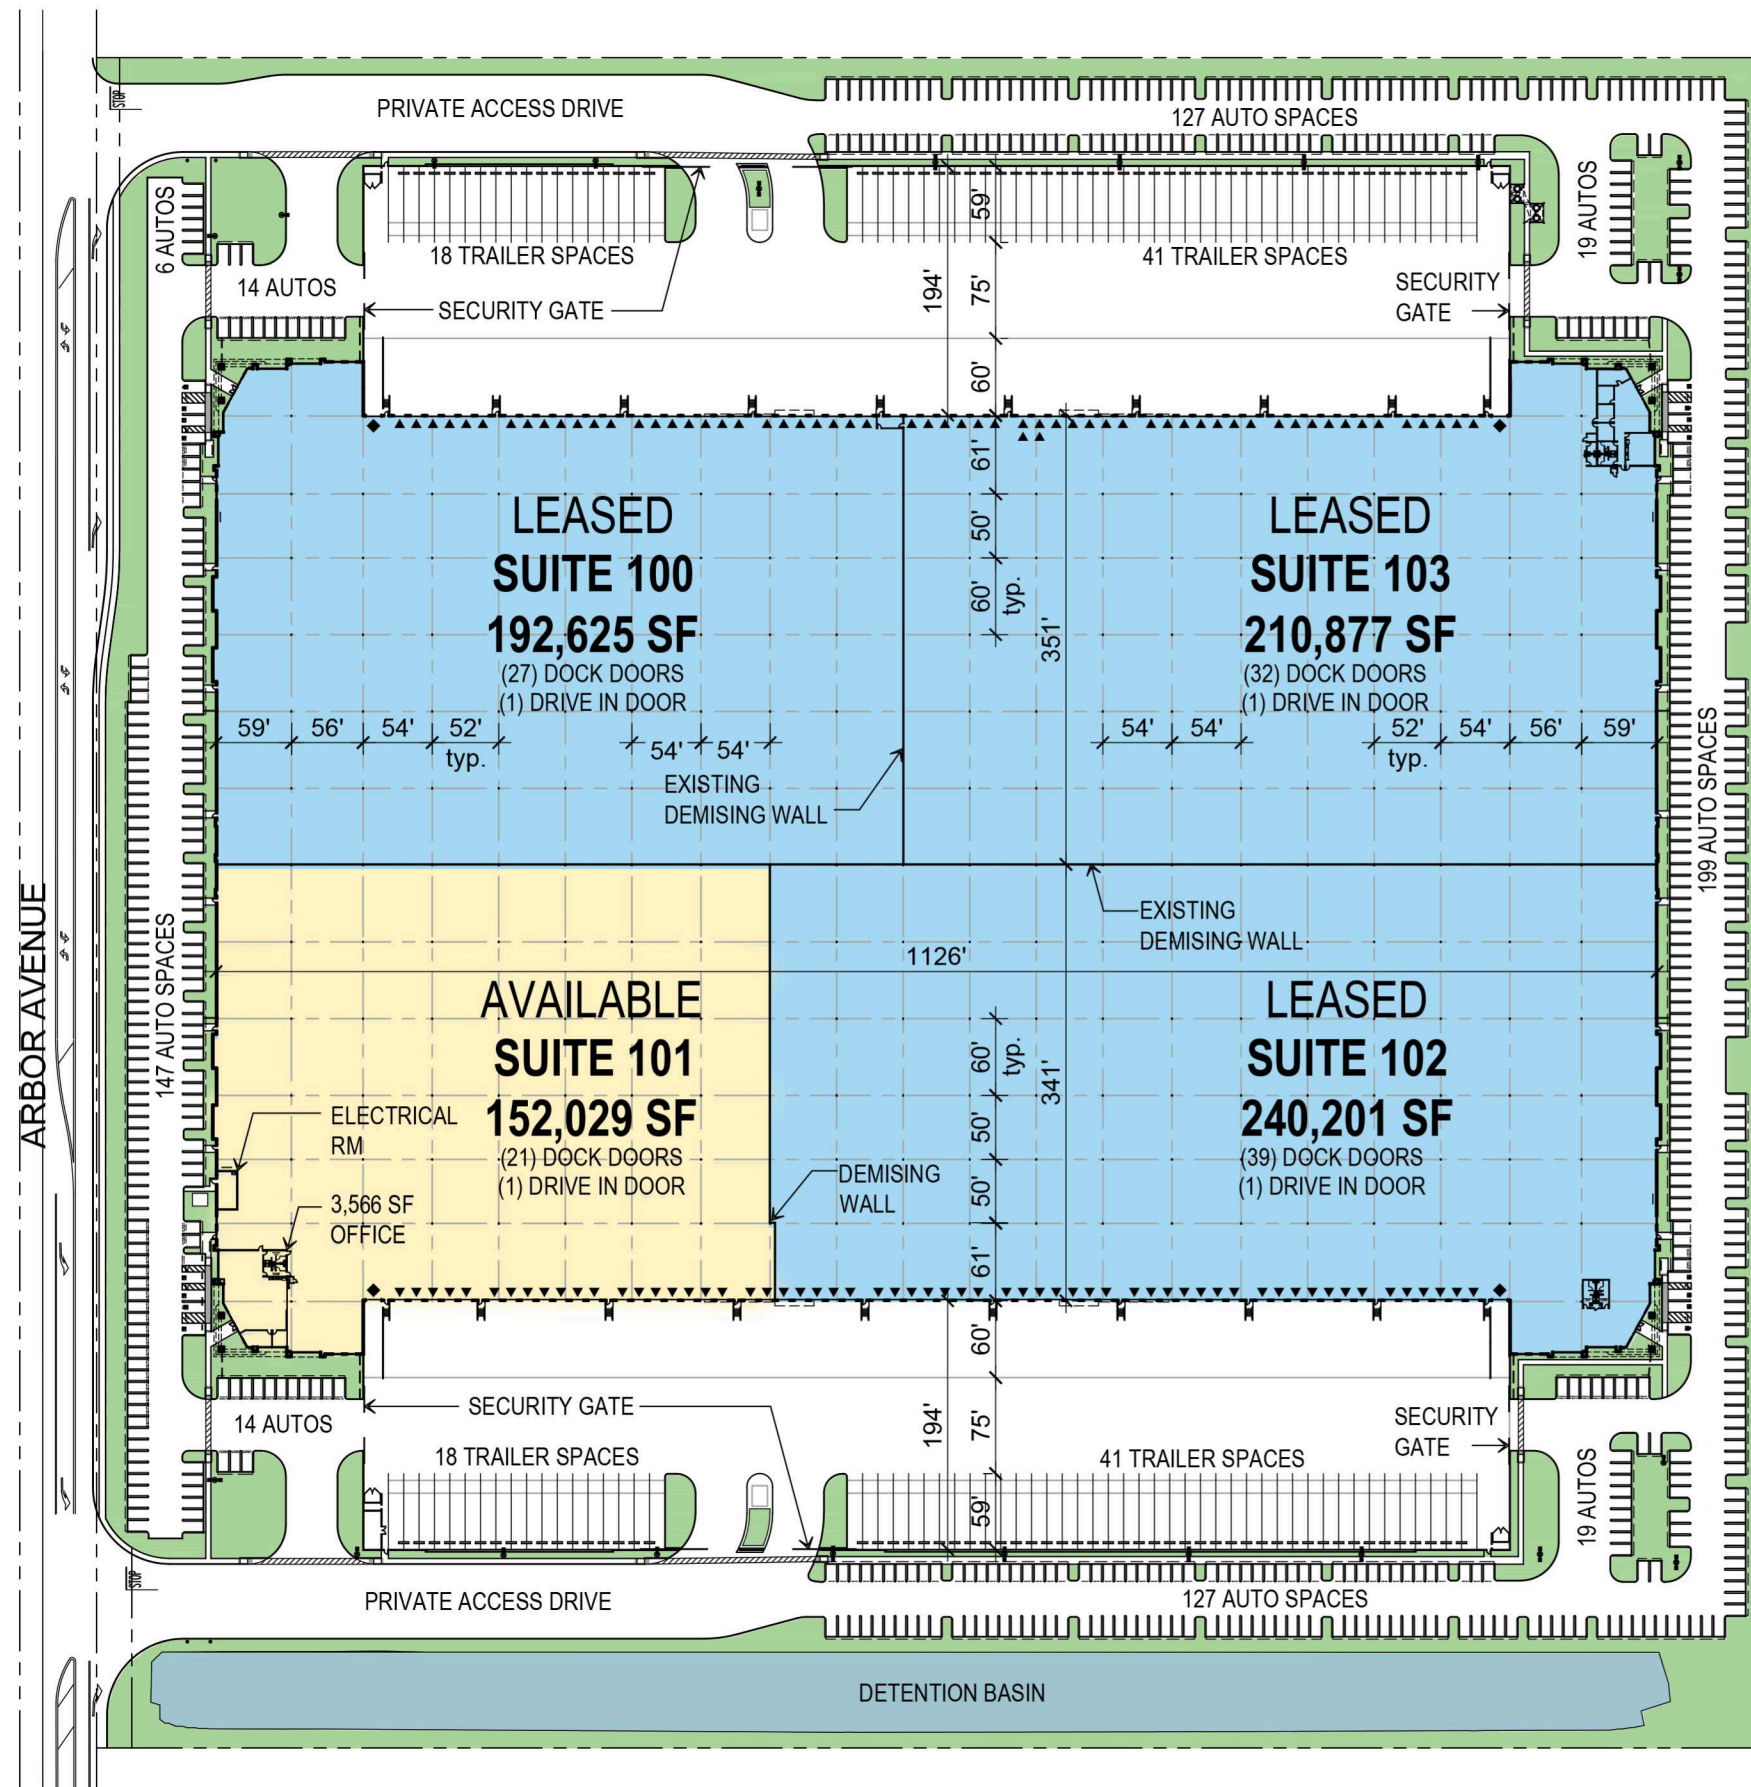 STOP
PRIVATE ACCESS DRIVE
127 AUTO SPACES
6 AUTOS
19 AUTOS
59'
18 TRAILER SPACES
41 TRAILER SPACES
14 AUTOS
194'
75'
SECURITY GATE
SECURITY
GATE
60'
61'
LEASED
SUITE 100
192,625 SF
(27) DOCK DOORS
(1) DRIVE IN DOOR
50'
60'
typ.
351'
LEASED
SUITE 103
210,877 SF
(32) DOCK DOORS
(1) DRIVE IN DOOR
59'
56'
54'
52'
typ.
54'
54'
54'
54'
52'
typ.
54'
56'
59'
EXISTING
DEMISING WALL
199 AUTO SPACES
ARBOR AVENUE
147 AUTO SPACES
EXISTING
DEMISING WALL
1126'
AVAILABLE
SUITE 101
152,029 SF
(21) DOCK DOORS
(1) DRIVE IN DOOR
60'
typ.
341'
50'
50'
61'
LEASED
SUITE 102
240,201 SF
(39) DOCK DOORS
(1) DRIVE IN DOOR
ELECTRICAL
RM
3,566 SF
OFFICE
DEMISING
WALL
60'
SECURITY GATE
14 AUTOS
194'
75'
SECURITY
GATE
18 TRAILER SPACES
41 TRAILER SPACES
59'
19 AUTOS
STOP
PRIVATE ACCESS DRIVE
127 AUTO SPACES
DETENTION BASIN